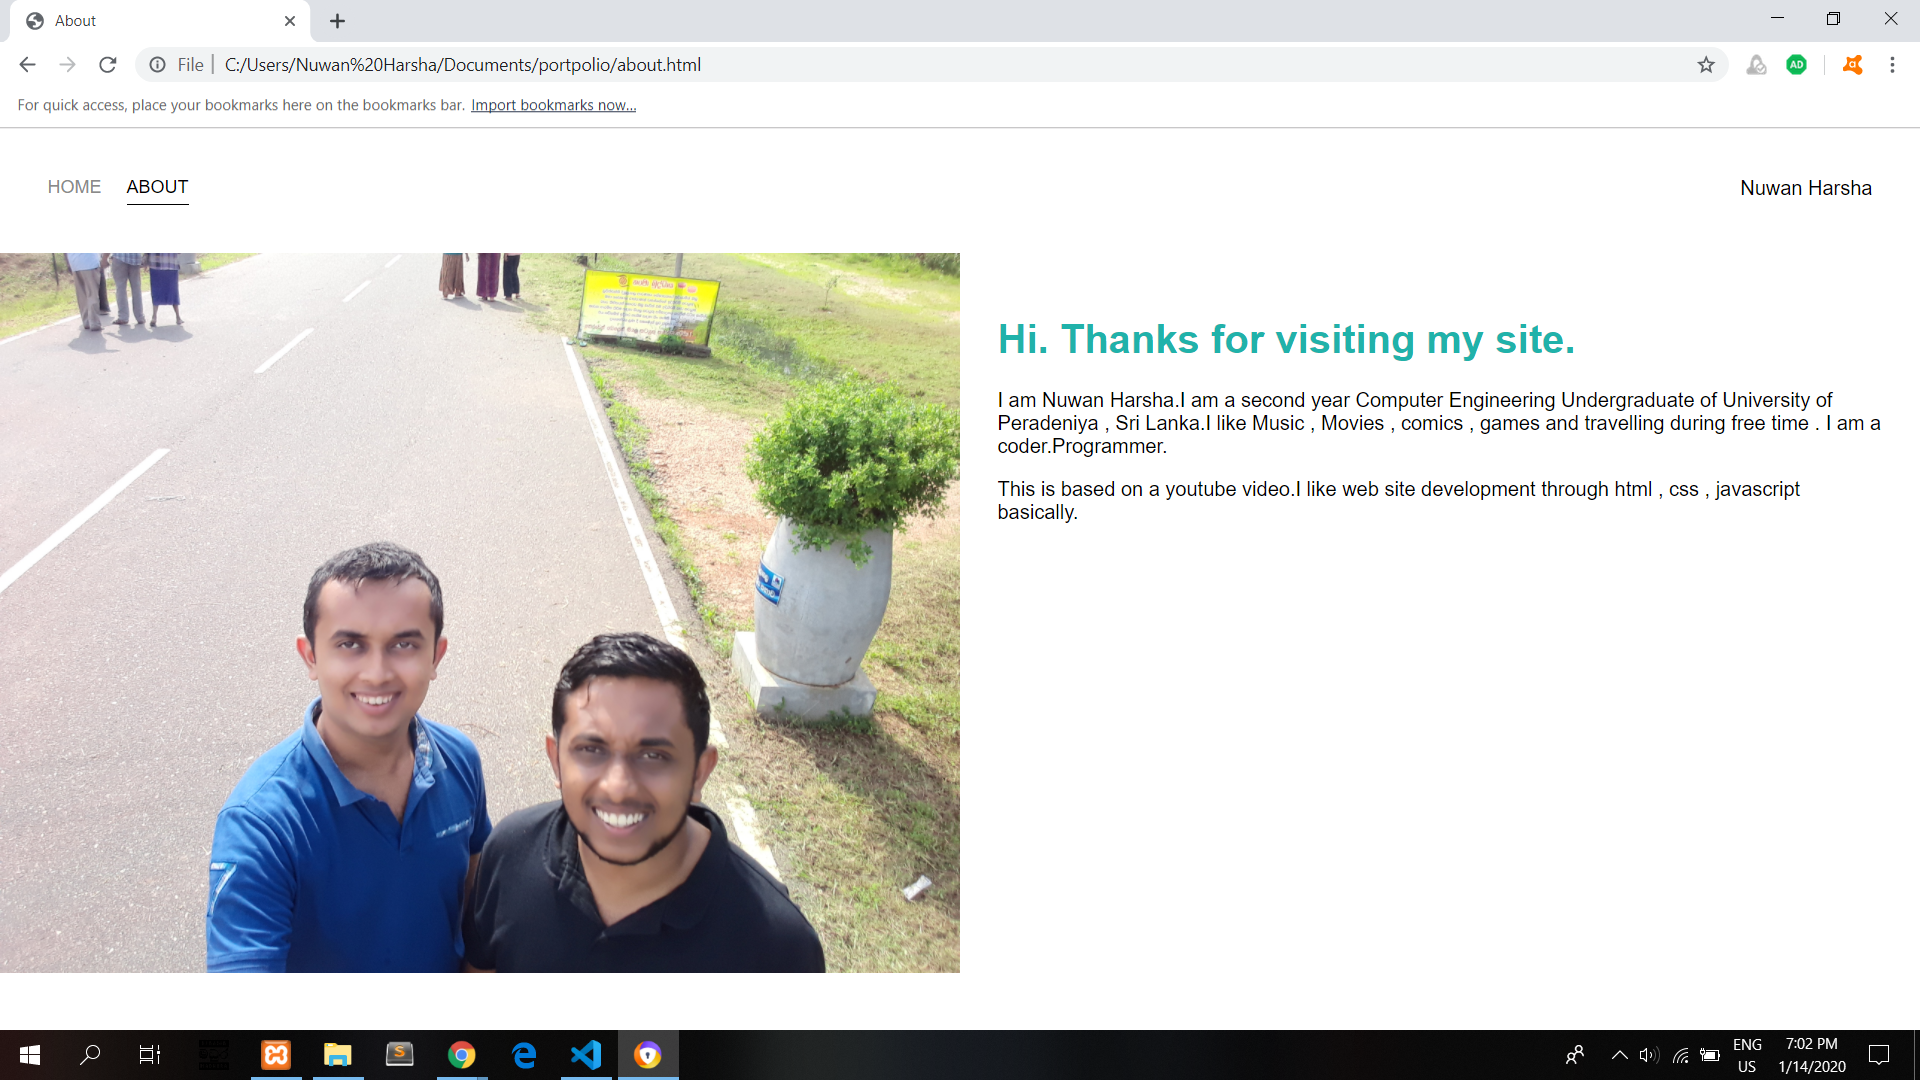 About
File
C:/Users/Nuwan%20Harsha/Documents/portpolio/about.html
AD
For quick access, place your bookmarks here on the bookmarks bar. Import bookmarks now...
HOME ABOUT
Nuwan Harsha
Hi. Thanks for visiting my site.
I am Nuwan Harsha.I am a second year Computer Engineering Undergraduate of University of
Peradeniya , Sri Lanka.I like Music , Movies , comics , games and travelling during free time . I am a
coder.Programmer.
This is based on a youtube video.I like web site development through html , css , javascript
basically.
7
ENG
US
7:02 PM
1/14/2020